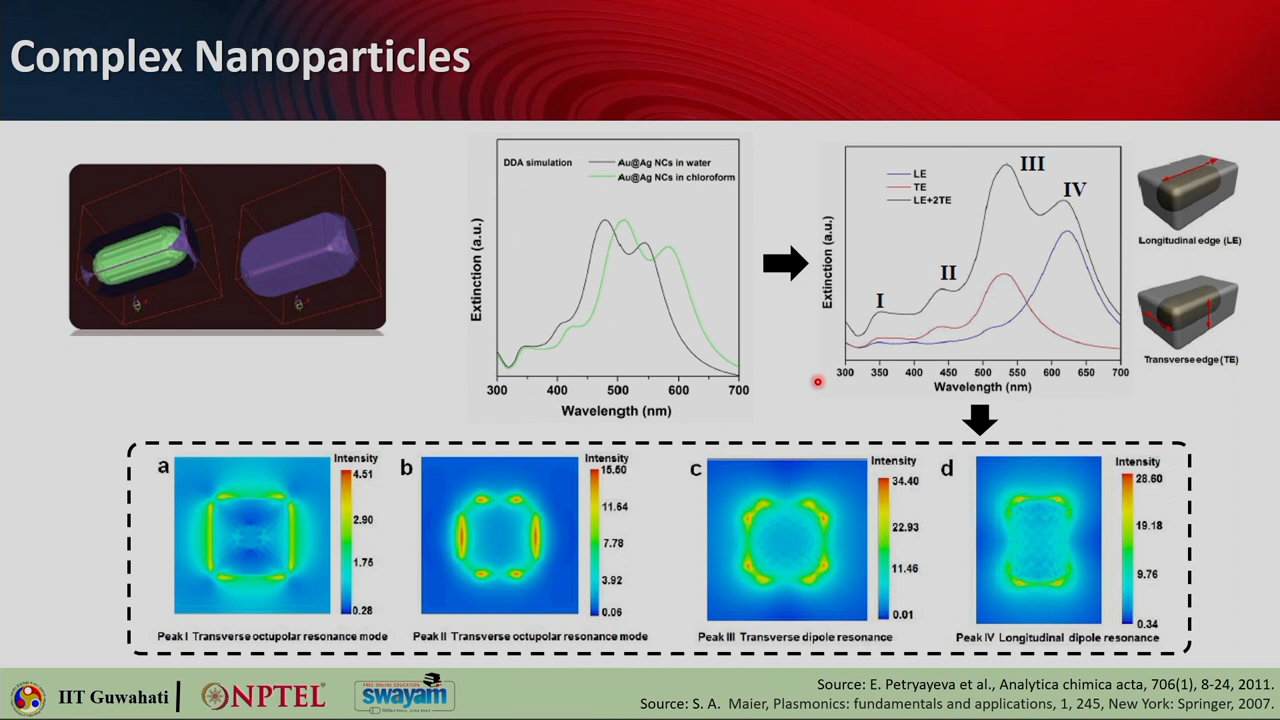 Complex Nanoparticles
DDA simulation
Au@Ag NCs in water
Au@Ag NCs in chloroform
Extinction (a.u.)
300 400 500 600 700
Wavelength (nm)
LE
TE
LE+2TE
I
II
III
IV
Extinction (a.u.)
300 350 400 450 500 550 600 650 700
Wavelength (nm)
Longitudinal edge (LE)
Transverse edge (TE)
a
Intensity
4.51
2.90
1.75
0.28
Peak I Transverse octupolar resonance mode
b
Intensity
15.60
11.64
7.78
3.92
0.06
Peak II Transverse octupolar resonance mode
c
Intensity
34.40
22.93
11.46
0.01
Peak III Transverse dipole resonance
d
Intensity
28.60
19.18
9.76
0.34
Peak IV Longitudinal dipole resonance
IIT Guwahati
NPTEL
FREE ONLINE EDUCATION
swayam
Source: E. Petryayeva et al., Analytica chimica acta, 706(1), 8-24, 2011.
Source: S. A. Maier, Plasmonics: fundamentals and applications, 1, 245, New York: Springer, 2007.